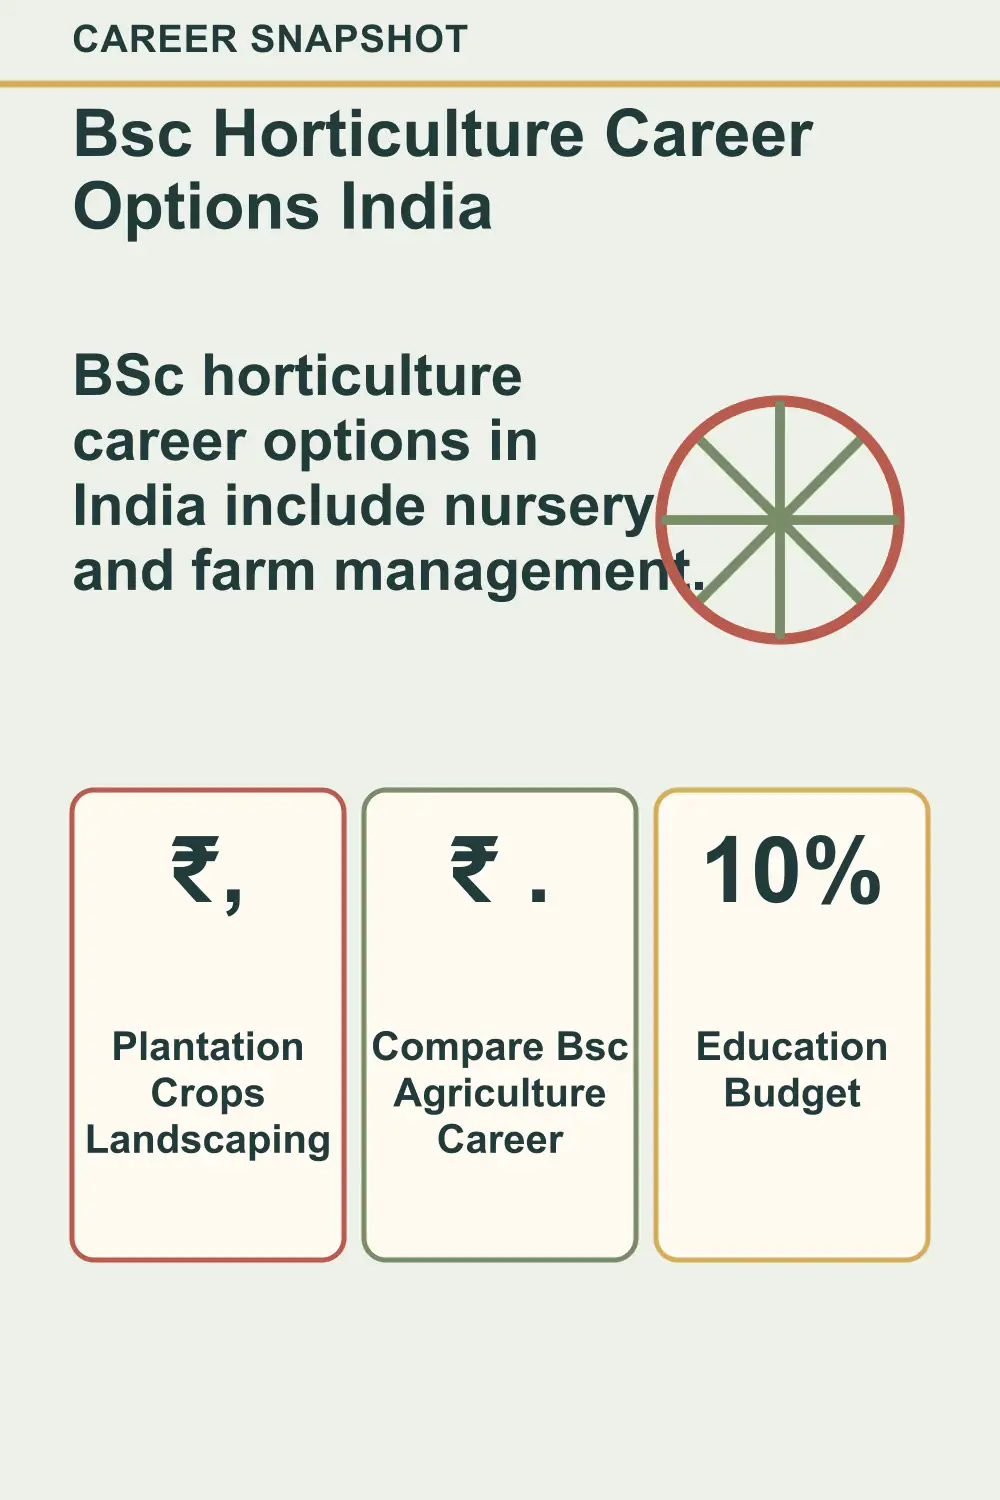 CAREER SNAPSHOT
Bsc Horticulture Career
Options India
BSc horticulture
career options in
India include nursery
and farm management.
₹,
Plantation
Crops
Landscaping
₹ .
Compare Bsc
Agriculture
Career
10%
Education
Budget